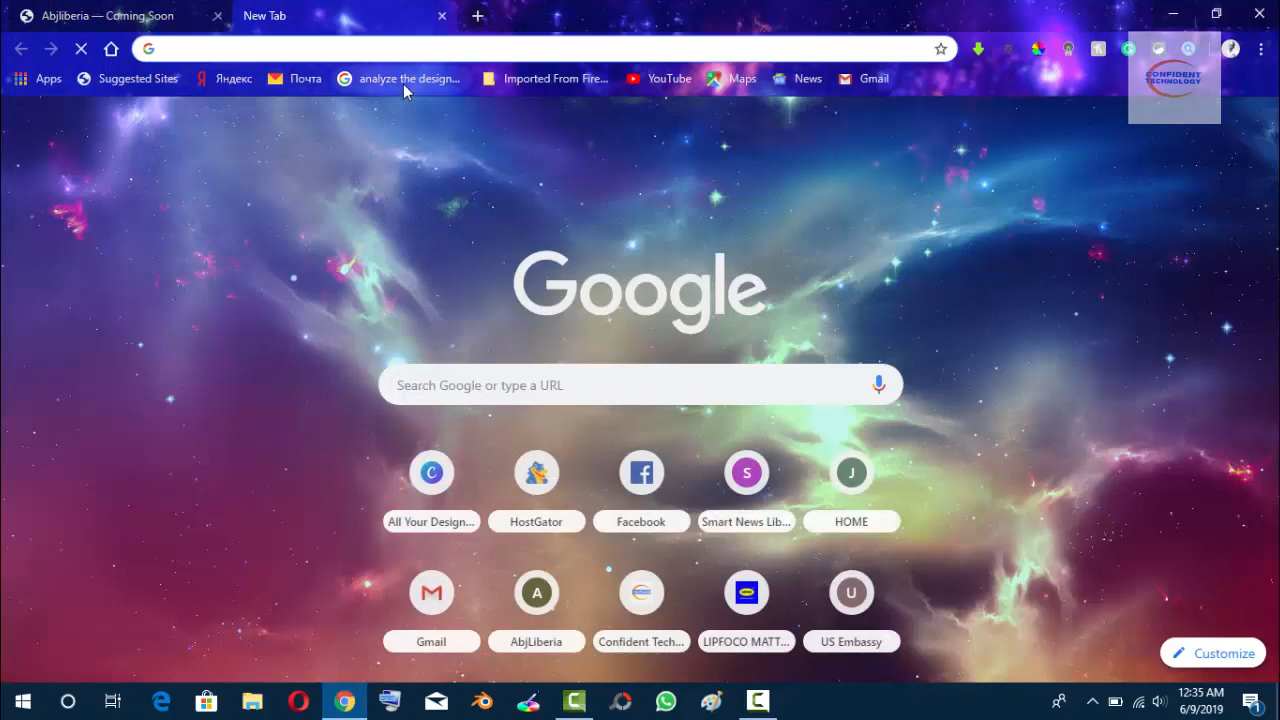 Abjliberia — Coming Soon
New Tab
Apps
Suggested Sites
Яндекс
Почта
analyze the design...
Imported From Fire...
YouTube
Maps
News
Gmail
CONFIDENT
TECHNOLOGY
Google
Search Google or type a URL
C
S
J
All Your Design...
HostGator
Facebook
Smart News Lib...
HOME
A
U
Gmail
AbjLiberia
Confident Tech...
LIPFOCO MATT...
US Embassy
Customize
12:35 AM
6/9/2019
1